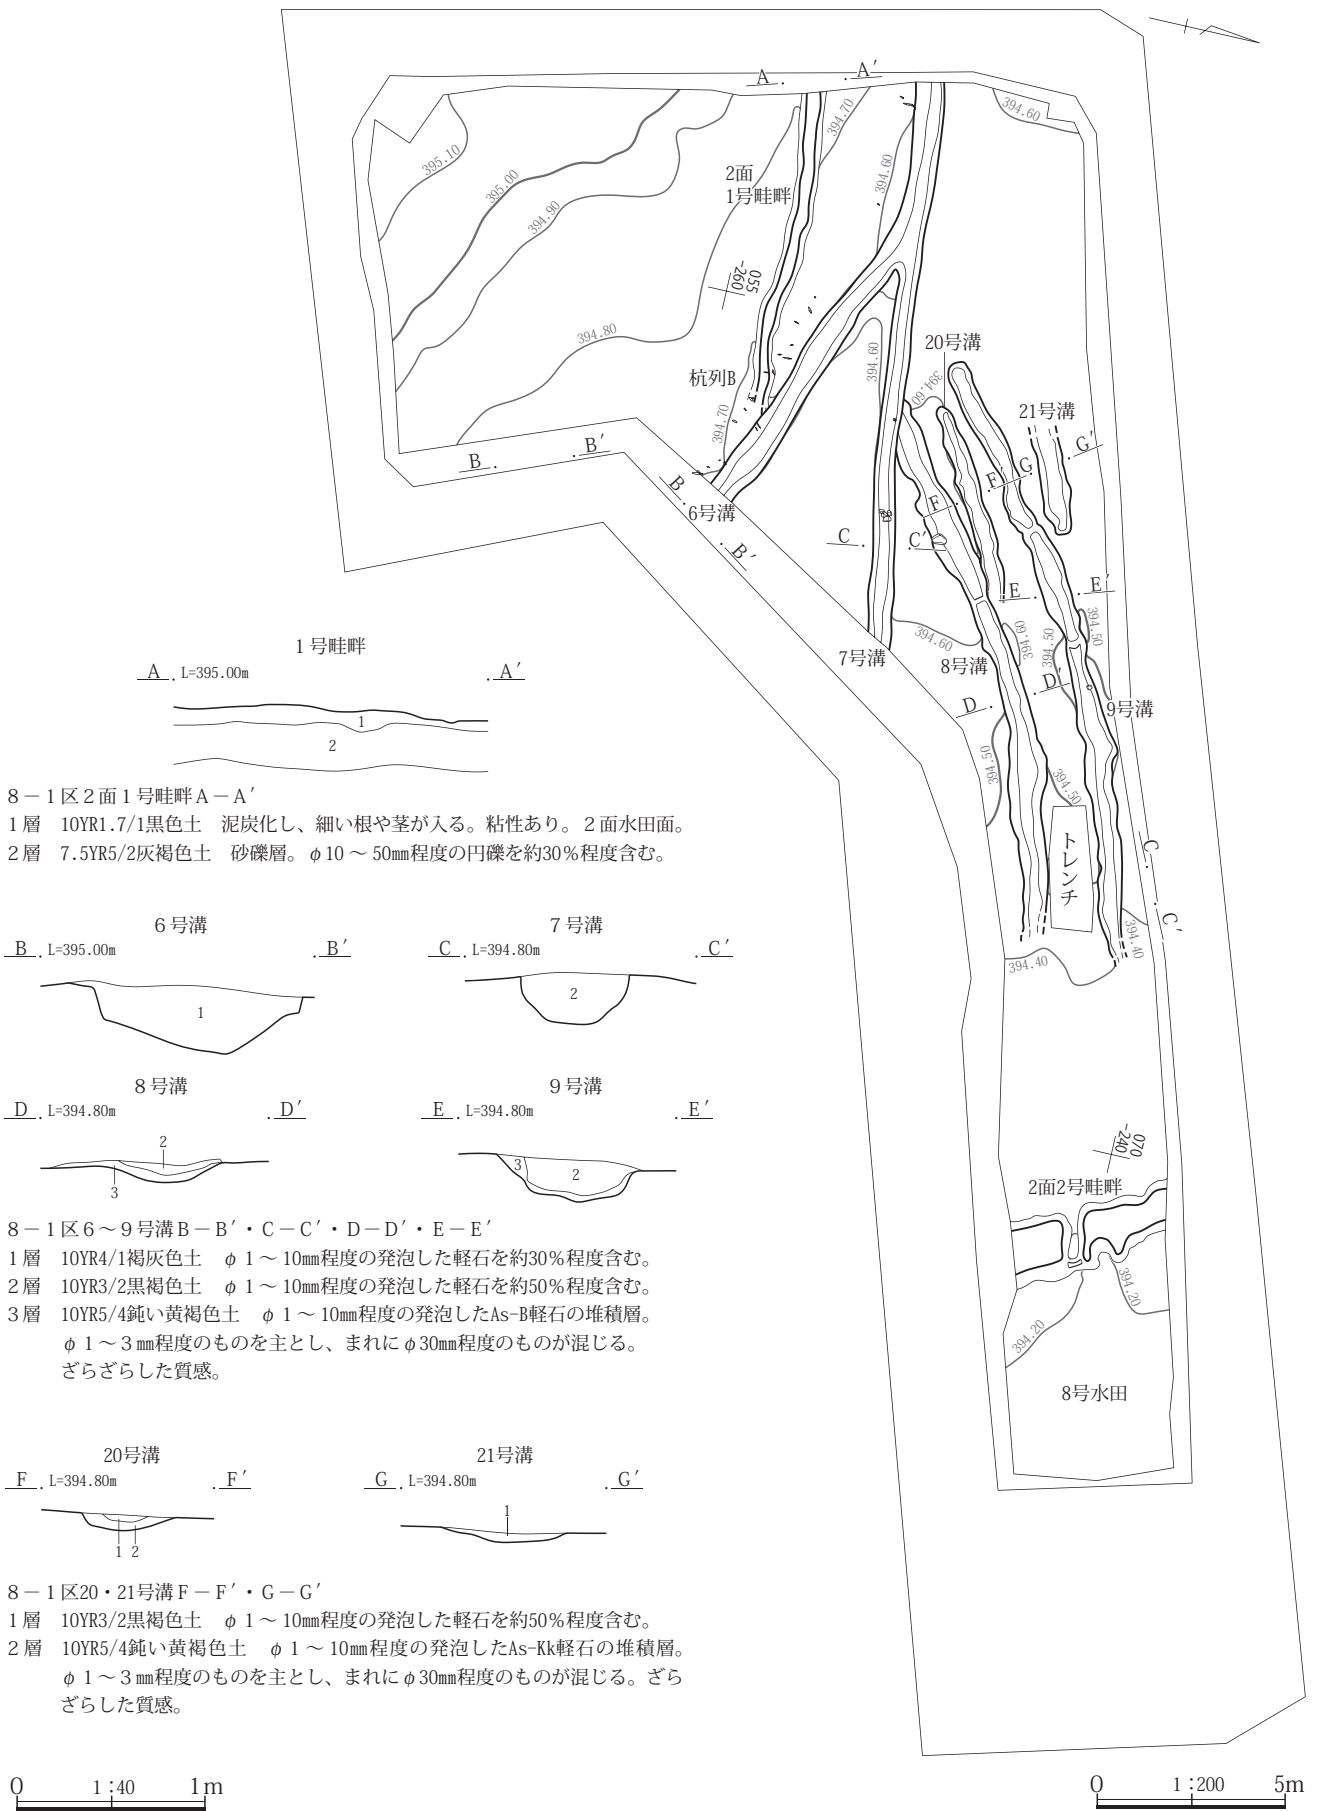 A A′
394.60
394.70
395.10
394.60
2面
1号畦畔
395.00
394.90
055
-260
394.80
20号溝
394.60
杭列B
394.60
21号溝
394.70
G′
B B′
G
F′
B
F
6号溝
C C′
B′
E E′
394.50
394.60
394.60
394.50
1号畦畔
7号溝
8号溝
A L=395.00m A′
D′
D
9号溝
1
2
394.50
394.50
8－1区2面1号畦畔A－A′
1層 10YR1.7/1黒色土 泥炭化し、細い根や茎が入る。粘性あり。2面水田面。
2層 7.5YR5/2灰褐色土 砂礫層。φ10～50㎜程度の円礫を約30％程度含む。
トレンチ
C
C′
6号溝 7号溝
394.40
B L=395.00m B′ C L=394.80m C′
394.40
1 2
8号溝 9号溝
D L=394.80m D′ E L=394.80m E′
070
-240
2
3
3 2
2面2号畦畔
8－1区6～9号溝B－B′・C－C′・D－D′・E－E′
1層 10YR4/1褐灰色土 φ1～10㎜程度の発泡した軽石を約30％程度含む。
2層 10YR3/2黒褐色土 φ1～10㎜程度の発泡した軽石を約50％程度含む。
3層 10YR5/4鈍い黄褐色土 φ1～10㎜程度の発泡したAs-B軽石の堆積層。
φ1～3㎜程度のものを主とし、まれにφ30㎜程度のものが混じる。
ざらざらした質感。
394.20
394.20
8号水田
20号溝 21号溝
F L=394.80m F′ G L=394.80m G′
1 2
1
8－1区20・21号溝F－F′・G－G′
1層 10YR3/2黒褐色土 φ1～10㎜程度の発泡した軽石を約50％程度含む。
2層 10YR5/4鈍い黄褐色土 φ1～10㎜程度の発泡したAs-Kk軽石の堆積層。
φ1～3㎜程度のものを主とし、まれにφ30㎜程度のものが混じる。ざら
ざらした質感。
0 1:40 1m
0 1:200 5m